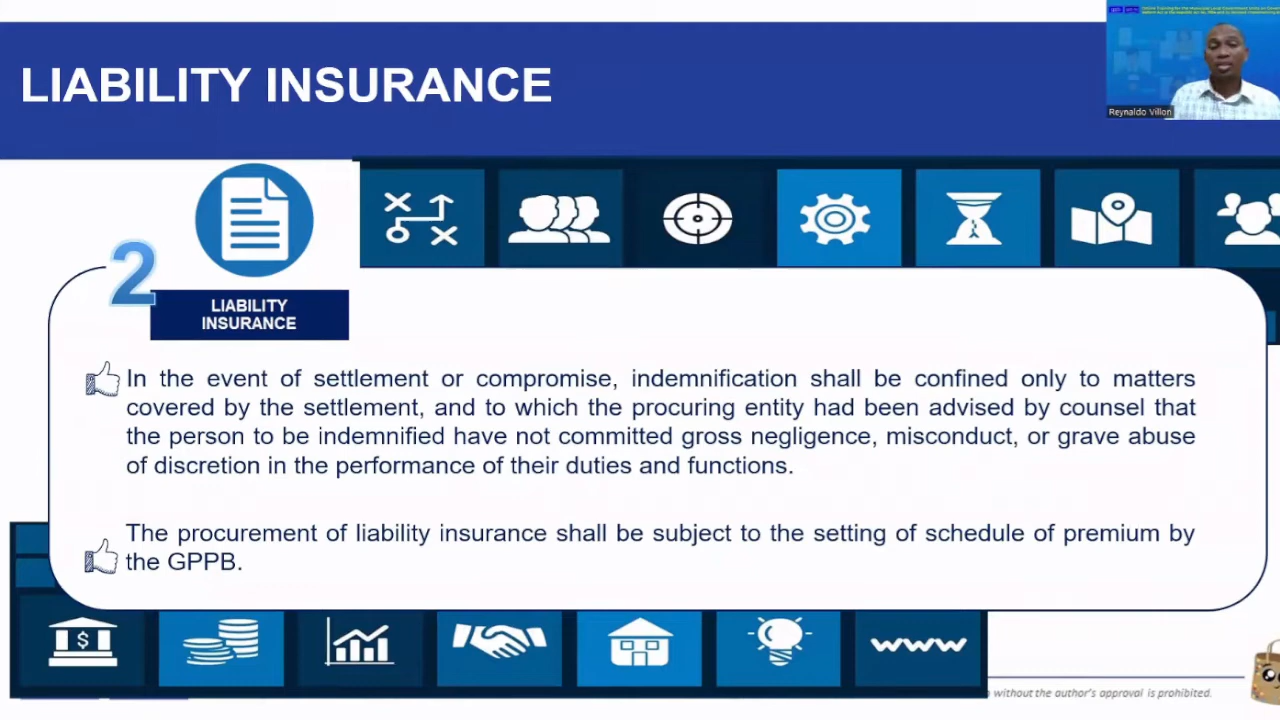 LIABILITY INSURANCE
Reynaldo Villon
2
LIABILITY
INSURANCE
In the event of settlement or compromise, indemnification shall be confined only to matters
covered by the settlement, and to which the procuring entity had been advised by counsel that
the person to be indemnified have not committed gross negligence, misconduct, or grave abuse
of discretion in the performance of their duties and functions.
The procurement of liability insurance shall be subject to the setting of schedule of premium by
the GPPB.
$
www
without the author's approval is prohibited.